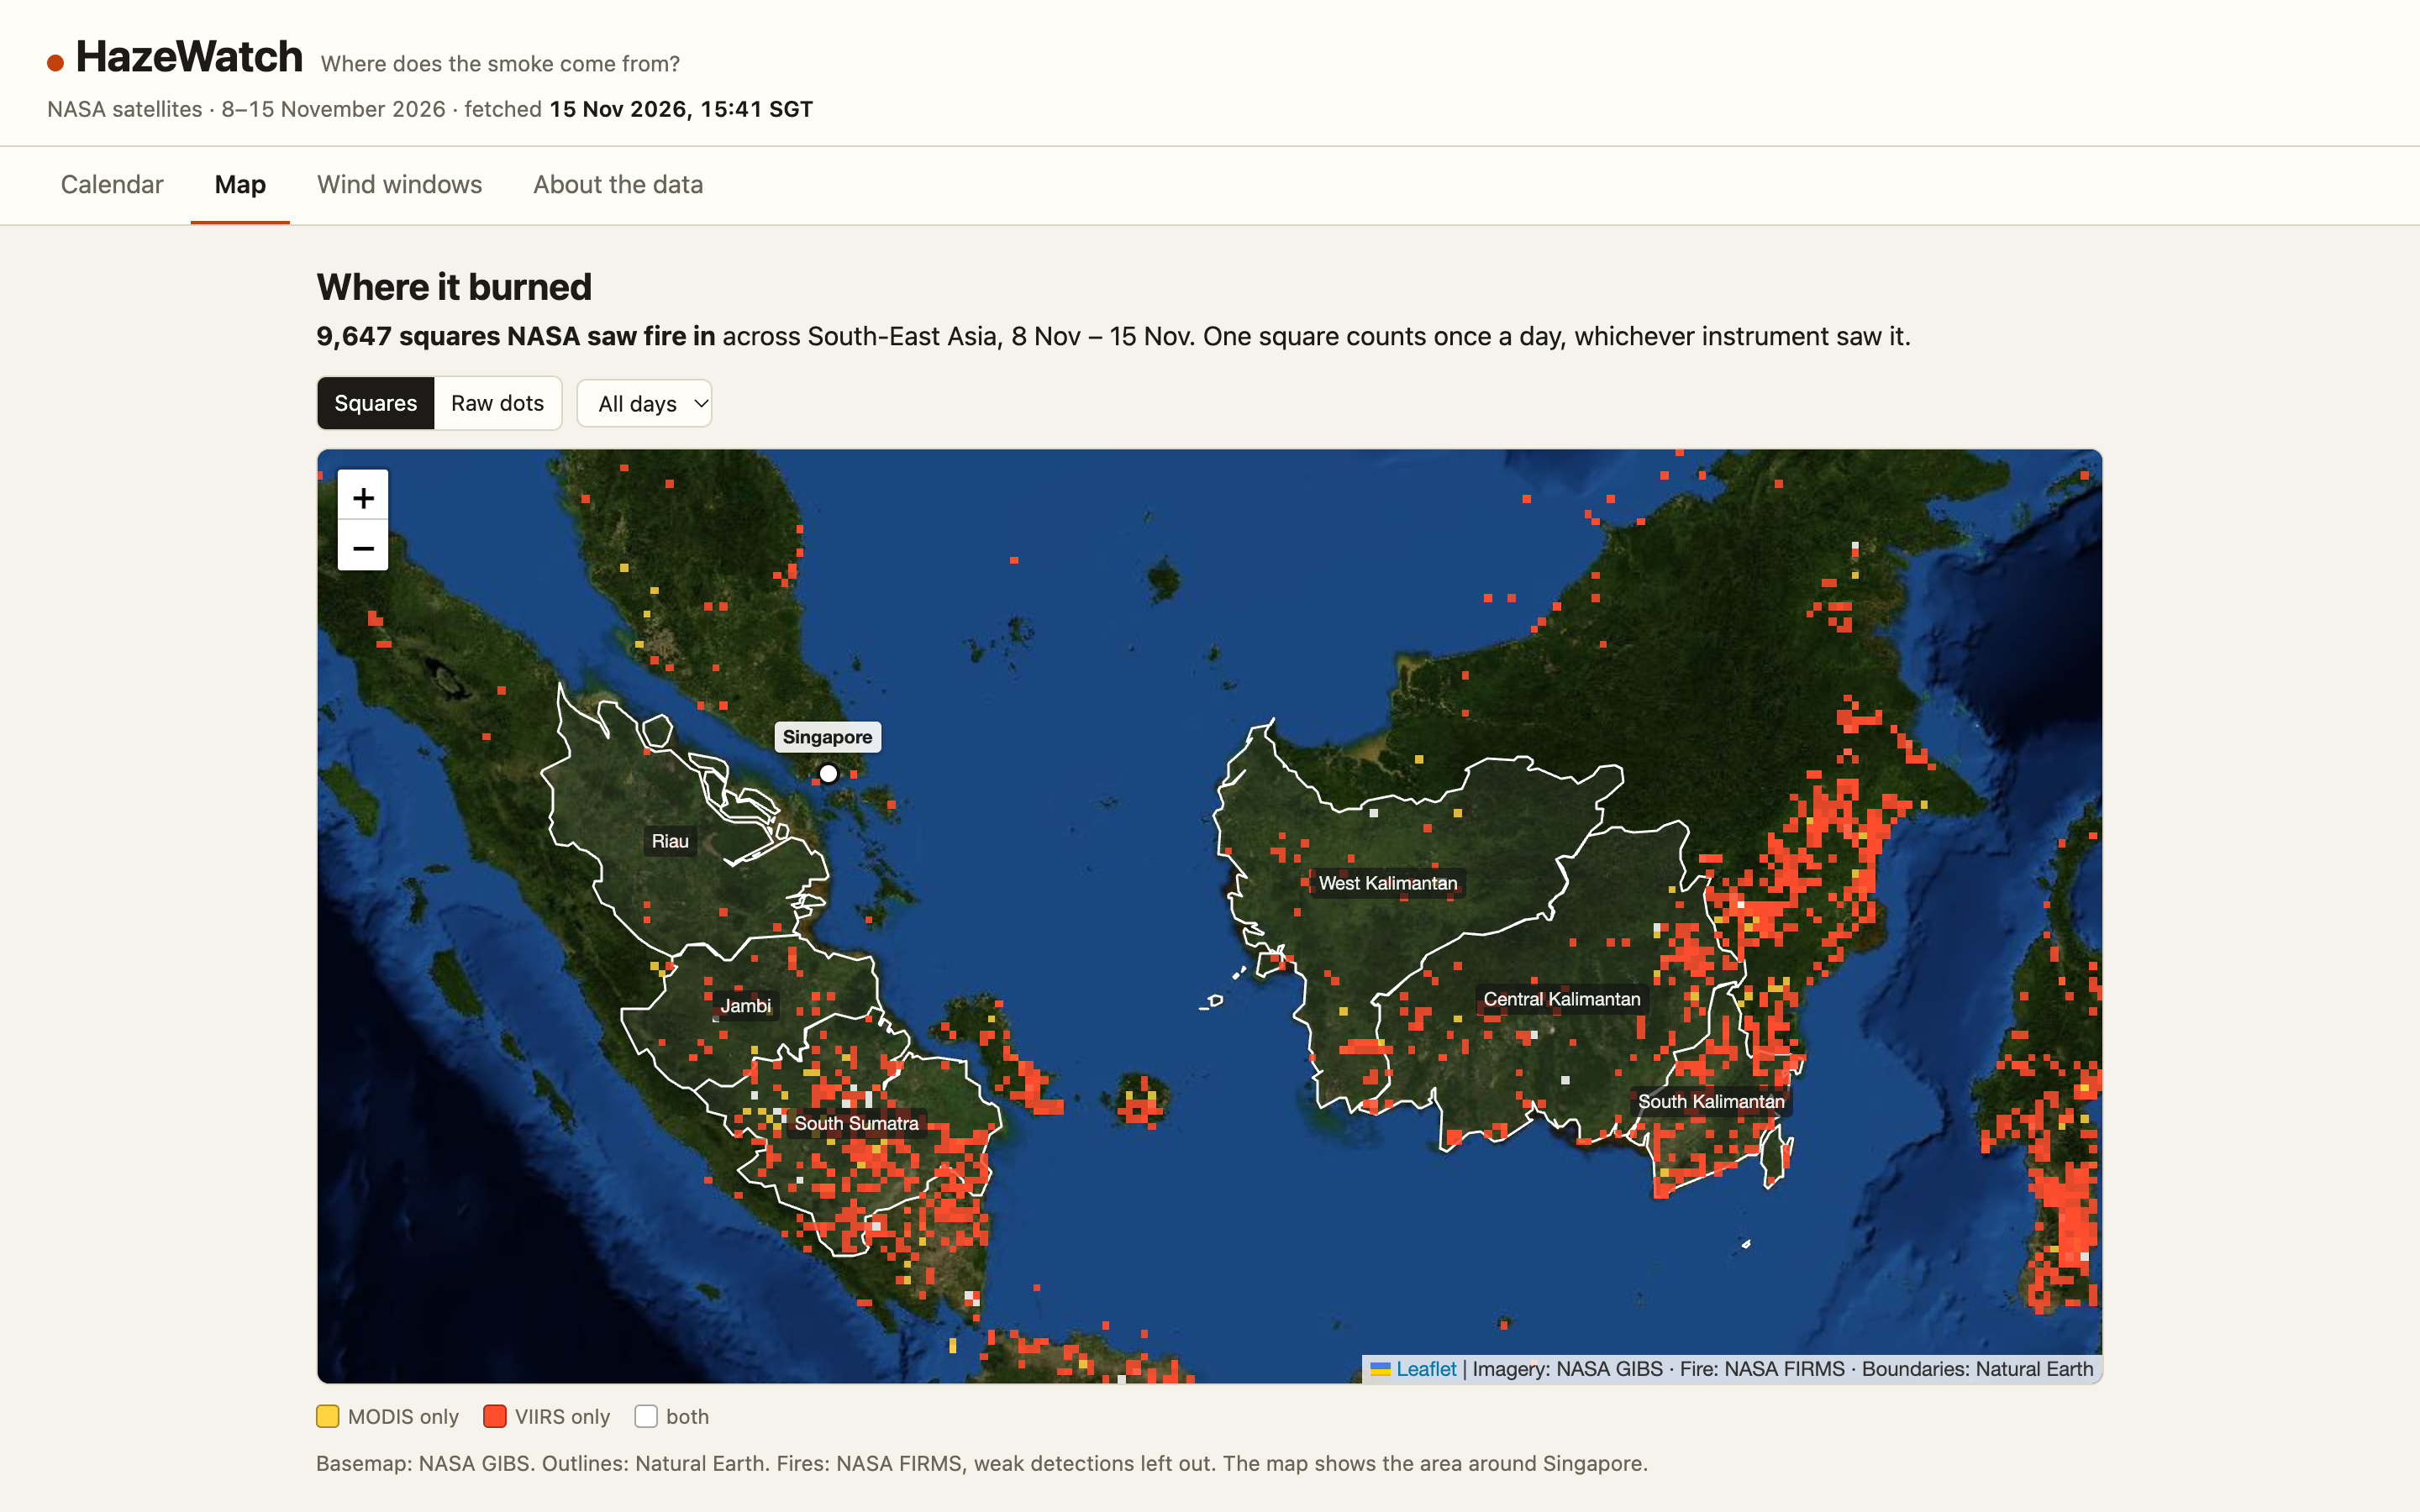 HazeWatch Where does the smoke come from?
NASA satellites · 8–15 November 2026 · fetched 15 Nov 2026, 15:41 SGT
Calendar Map Wind windows About the data
Where it burned
9,647 squares NASA saw fire in across South-East Asia, 8 Nov – 15 Nov. One square counts once a day, whichever instrument saw it.
Squares Raw dots All days
+
−
Singapore
Riau
West Kalimantan
Central Kalimantan
Jambi
South Kalimantan
South Sumatra
Leaflet | Imagery: NASA GIBS · Fire: NASA FIRMS · Boundaries: Natural Earth
MODIS only VIIRS only both
Basemap: NASA GIBS. Outlines: Natural Earth. Fires: NASA FIRMS, weak detections left out. The map shows the area around Singapore.